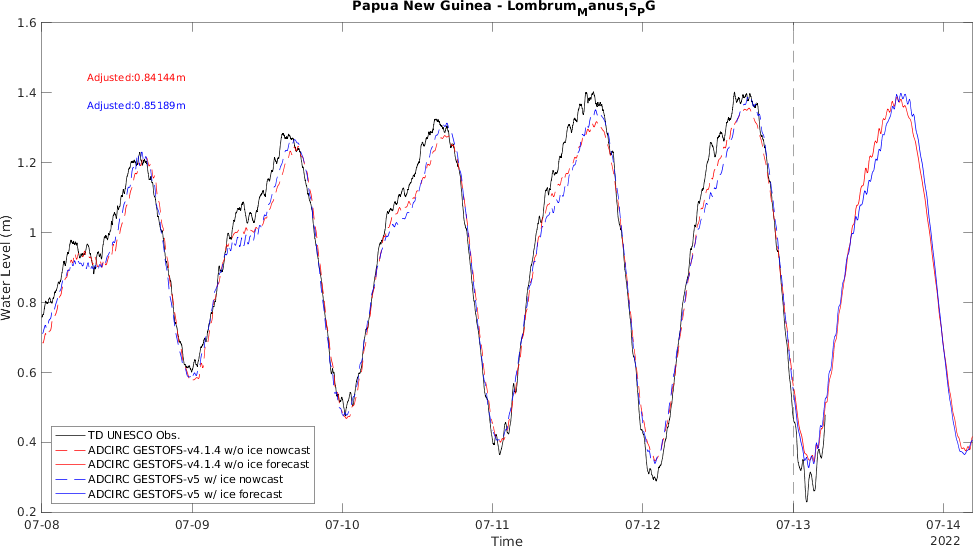 Papua New Guinea - Lombrum_Manus_Is_PG
1.6
Adjusted:0.84144m
1.4
Adjusted:0.85189m
1.2
1
Water Level (m)
0.8
0.6
0.4
TD UNESCO Obs.
ADCIRC GESTOFS-v4.1.4 w/o ice nowcast
ADCIRC GESTOFS-v4.1.4 w/o ice forecast
ADCIRC GESTOFS-v5 w/ ice nowcast
ADCIRC GESTOFS-v5 w/ ice forecast
0.2
07-08 07-09 07-10 07-11 07-12 07-13 07-14
Time 2022